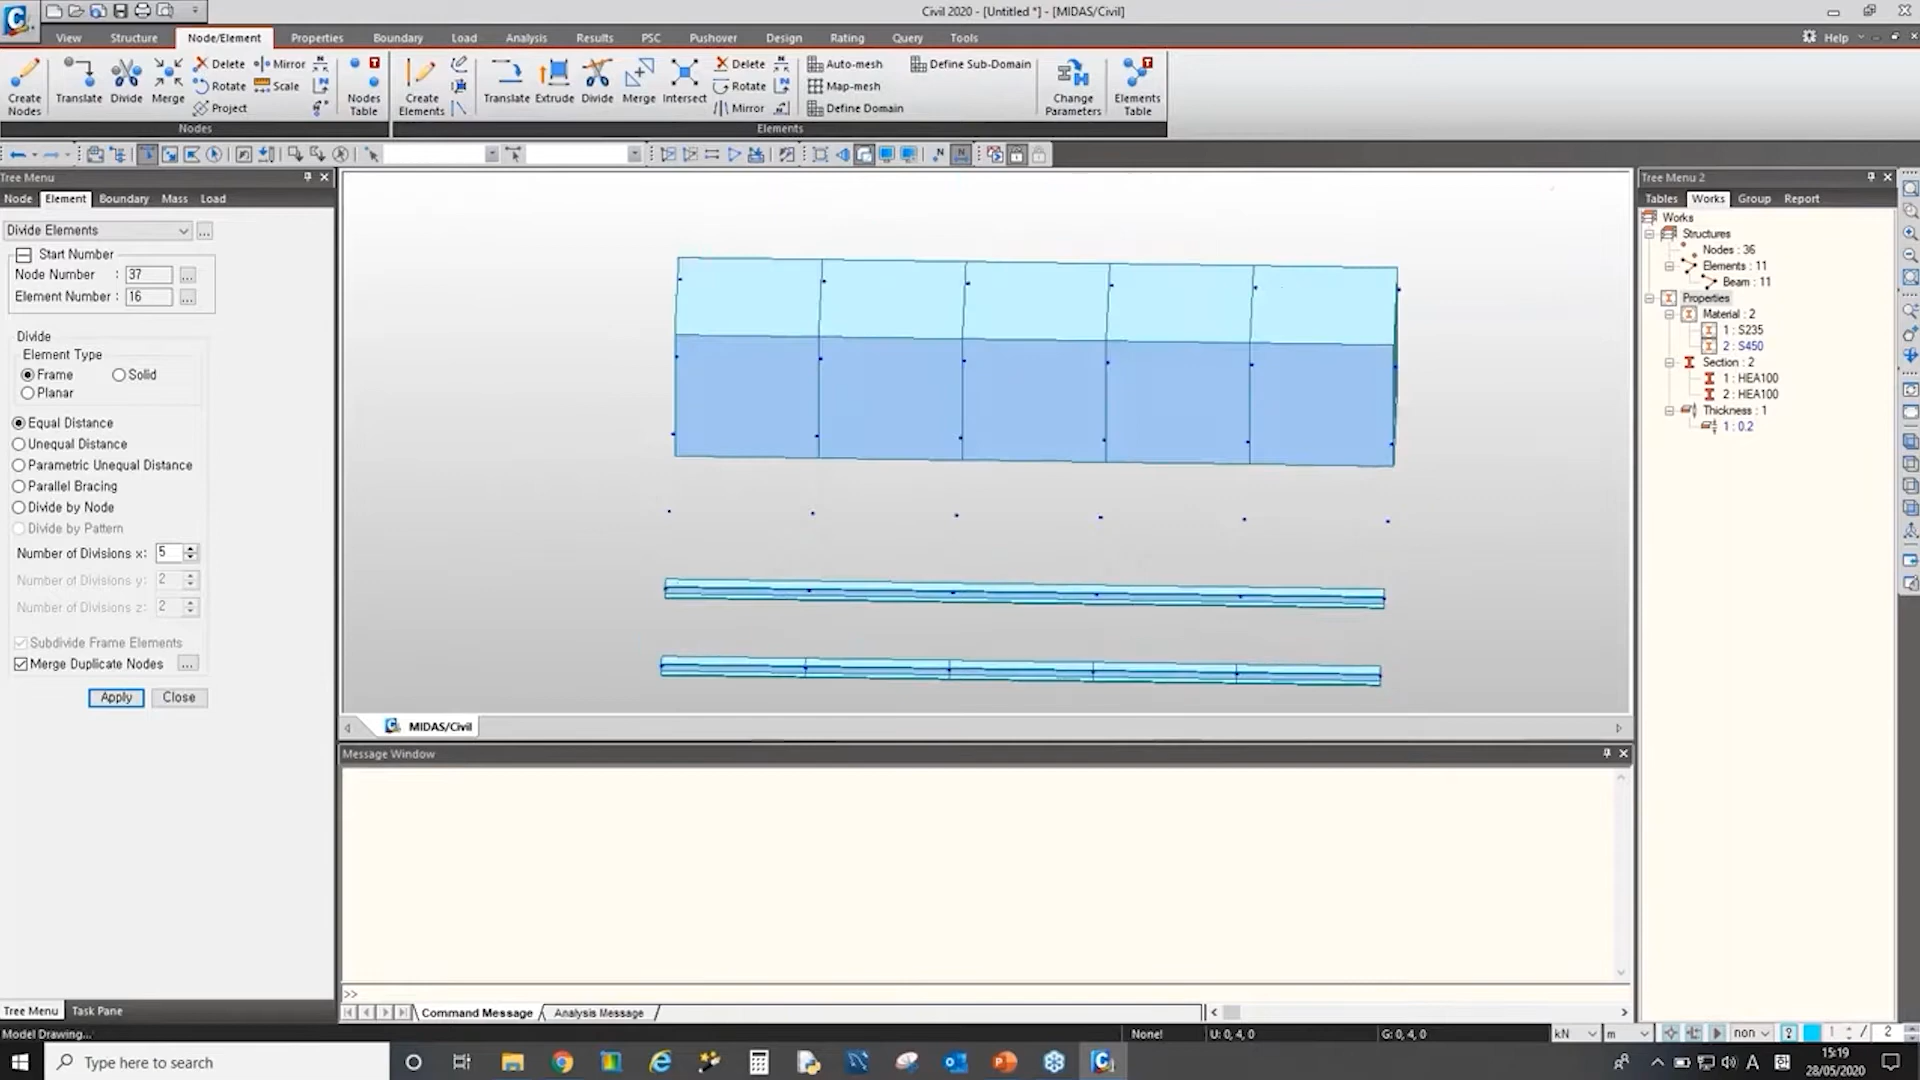 Civil 2020 - [Untitled *] - [MIDAS/Civil]
View Structure Node/Element Properties Boundary Load Analysis Results PSC Pushover Design Rating Query Tools Help
Create Nodes
Translate
Divide
Merge
Delete
Rotate
Project
Mirror
Scale
Nodes Table
Nodes
Create Elements
Translate
Extrude
Divide
Merge
Intersect
Delete
Rotate
Mirror
Auto-mesh
Map-mesh
Define Domain
Define Sub-Domain
Change Parameters
Elements Table
Elements
Tree Menu
Node Element Boundary Mass Load
Divide Elements
Start Number
Node Number : 37
Element Number : 16
Divide
Element Type
Frame Solid
Planar
Equal Distance
Unequal Distance
Parametric Unequal Distance
Parallel Bracing
Divide by Node
Divide by Pattern
Number of Divisions x: 5
Number of Divisions y: 2
Number of Divisions z: 2
Subdivide Frame Elements
Merge Duplicate Nodes ...
Apply Close
Tree Menu Task Pane
MIDAS/Civil
Message Window
>>
Command Message Analysis Message
Tree Menu 2
Tables Works Group Report
Works
Structures
Nodes : 36
Elements : 11
Beam : 11
Properties
Material : 2
1 : S235
2 : S450
Section : 2
1 : HEA100
2 : HEA100
Thickness : 1
1 : 0.2
Model Drawing...
None! U: 0, 4, 0 G: 0, 4, 0 kN m non 1 / 2
Type here to search
A
15:19
28/05/2020